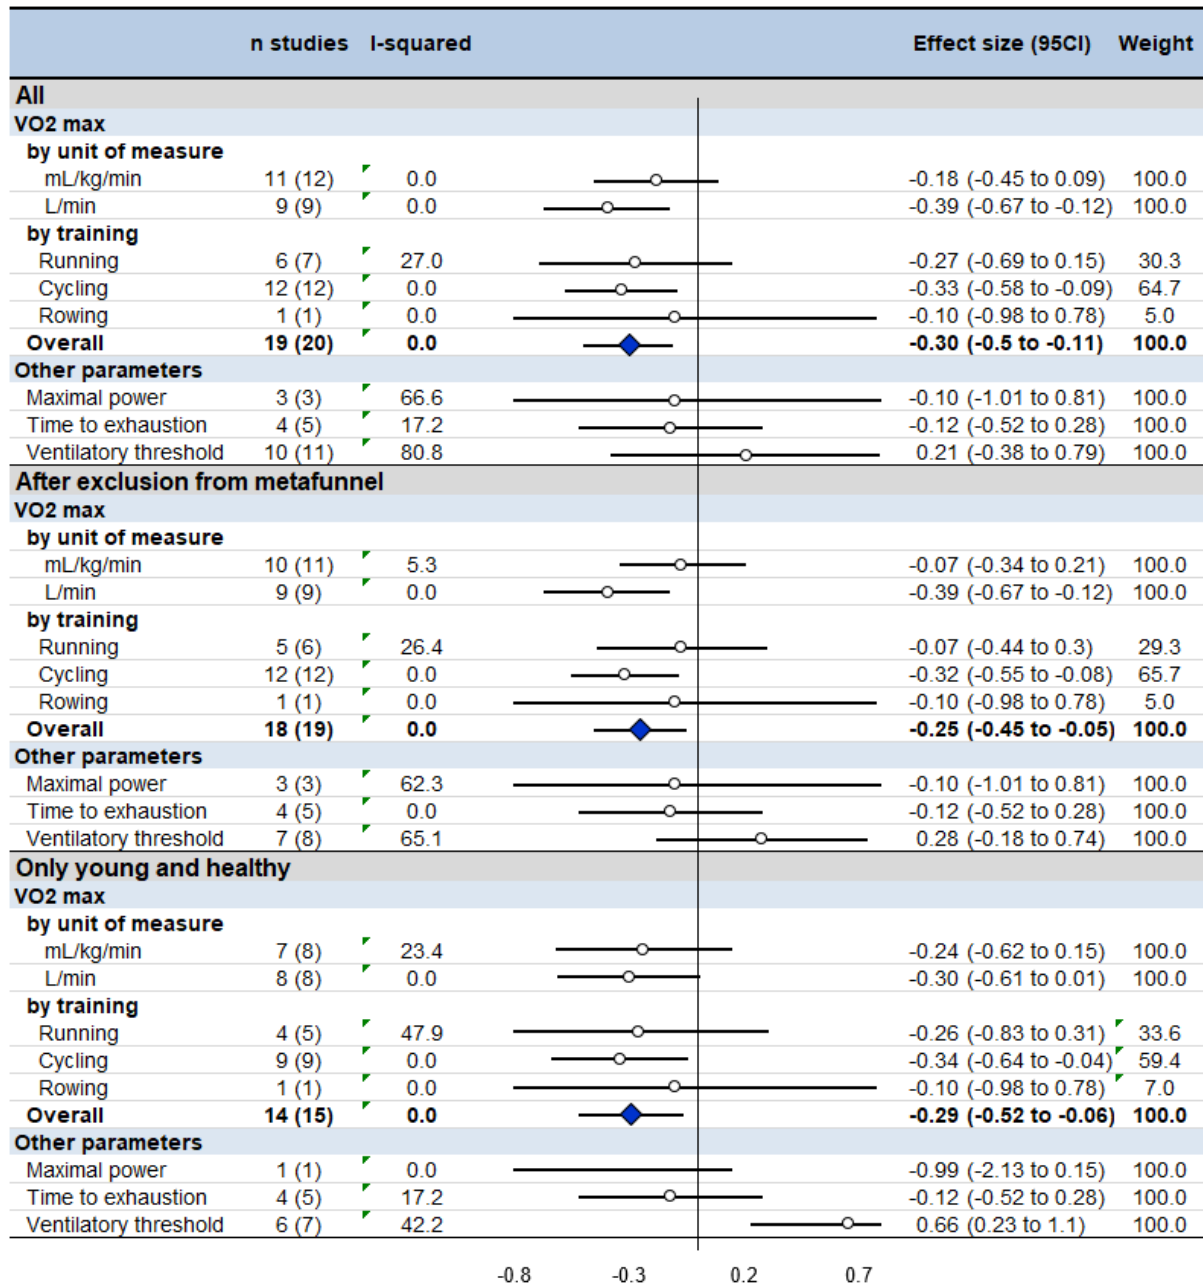 n studies I-squared Effect size (95CI) Weight
All
VO2 max
by unit of measure
mL/kg/min 11 (12) 0.0 -0.18 (-0.45 to 0.09) 100.0
L/min 9 (9) 0.0 -0.39 (-0.67 to -0.12) 100.0
by training
Running 6 (7) 27.0 -0.27 (-0.69 to 0.15) 30.3
Cycling 12 (12) 0.0 -0.33 (-0.58 to -0.09) 64.7
Rowing 1 (1) 0.0 -0.10 (-0.98 to 0.78) 5.0
Overall 19 (20) 0.0 -0.30 (-0.5 to -0.11) 100.0
Other parameters
Maximal power 3 (3) 66.6 -0.10 (-1.01 to 0.81) 100.0
Time to exhaustion 4 (5) 17.2 -0.12 (-0.52 to 0.28) 100.0
Ventilatory threshold 10 (11) 80.8 0.21 (-0.38 to 0.79) 100.0
After exclusion from metafunnel
VO2 max
by unit of measure
mL/kg/min 10 (11) 5.3 -0.07 (-0.34 to 0.21) 100.0
L/min 9 (9) 0.0 -0.39 (-0.67 to -0.12) 100.0
by training
Running 5 (6) 26.4 -0.07 (-0.44 to 0.3) 29.3
Cycling 12 (12) 0.0 -0.32 (-0.55 to -0.08) 65.7
Rowing 1 (1) 0.0 -0.10 (-0.98 to 0.78) 5.0
Overall 18 (19) 0.0 -0.25 (-0.45 to -0.05) 100.0
Other parameters
Maximal power 3 (3) 62.3 -0.10 (-1.01 to 0.81) 100.0
Time to exhaustion 4 (5) 0.0 -0.12 (-0.52 to 0.28) 100.0
Ventilatory threshold 7 (8) 65.1 0.28 (-0.18 to 0.74) 100.0
Only young and healthy
VO2 max
by unit of measure
mL/kg/min 7 (8) 23.4 -0.24 (-0.62 to 0.15) 100.0
L/min 8 (8) 0.0 -0.30 (-0.61 to 0.01) 100.0
by training
Running 4 (5) 47.9 -0.26 (-0.83 to 0.31) 33.6
Cycling 9 (9) 0.0 -0.34 (-0.64 to -0.04) 59.4
Rowing 1 (1) 0.0 -0.10 (-0.98 to 0.78) 7.0
Overall 14 (15) 0.0 -0.29 (-0.52 to -0.06) 100.0
Other parameters
Maximal power 1 (1) 0.0 -0.99 (-2.13 to 0.15) 100.0
Time to exhaustion 4 (5) 17.2 -0.12 (-0.52 to 0.28) 100.0
Ventilatory threshold 6 (7) 42.2 0.66 (0.23 to 1.1) 100.0
-0.8 -0.3 0.2 0.7